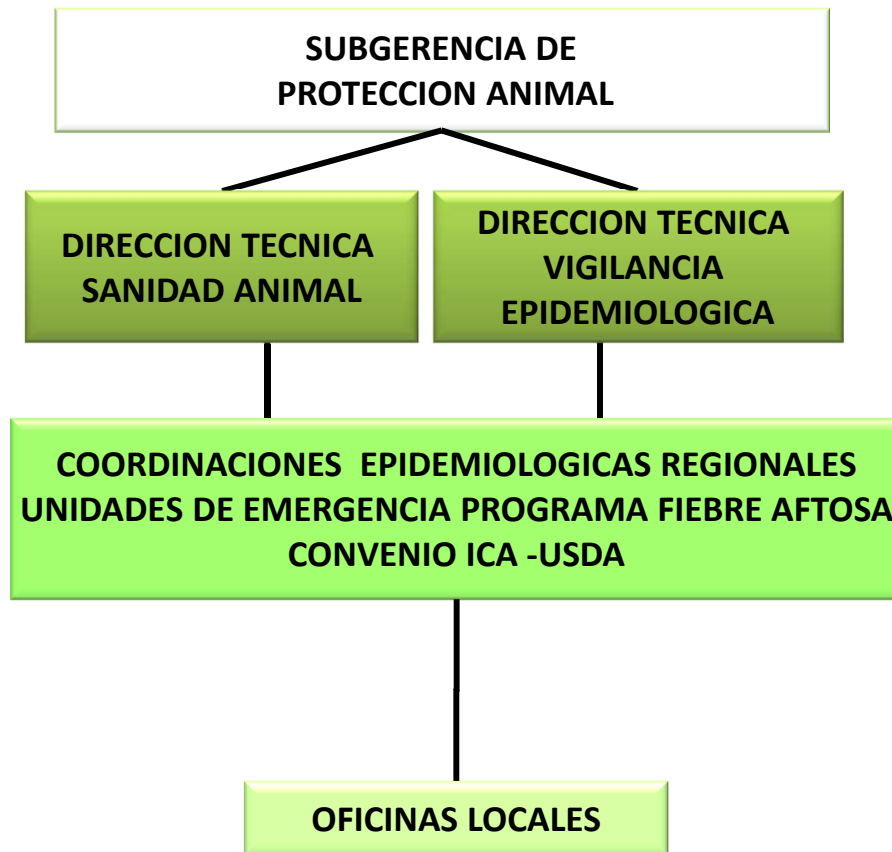 SUBGERENCIA DE
PROTECCION ANIMAL
DIRECCION TECNICA
SANIDAD ANIMAL
DIRECCION TECNICA
VIGILANCIA
EPIDEMIOLOGICA
COORDINACIONES EPIDEMIOLOGICAS REGIONALES
UNIDADES DE EMERGENCIA PROGRAMA FIEBRE AFTOSA
CONVENIO ICA -USDA
OFICINAS LOCALES